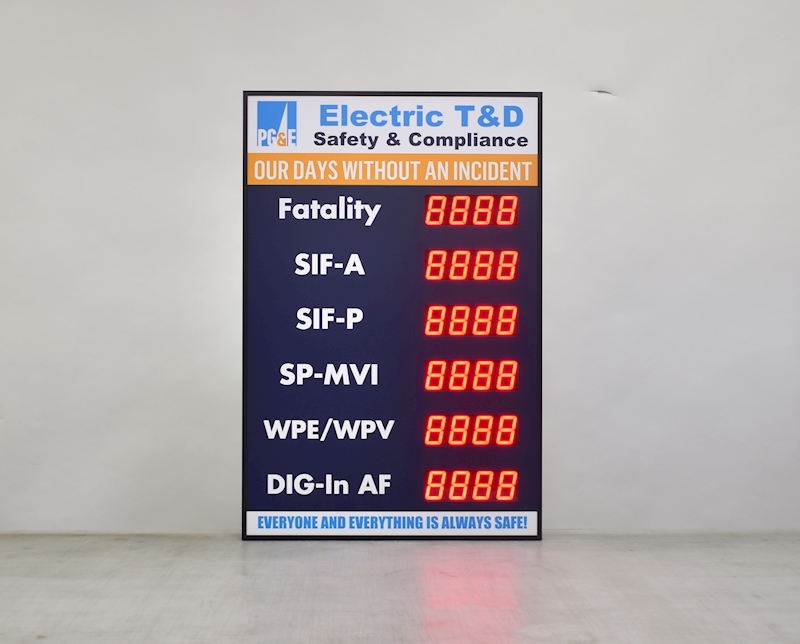 PG&E
Electric T&D
Safety & Compliance
OUR DAYS WITHOUT AN INCIDENT
Fatality 8888
SIF-A 8888
SIF-P 8888
SP-MVI 8888
WPE/WPV 8888
DIG-In AF 8888
EVERYONE AND EVERYTHING IS ALWAYS SAFE!